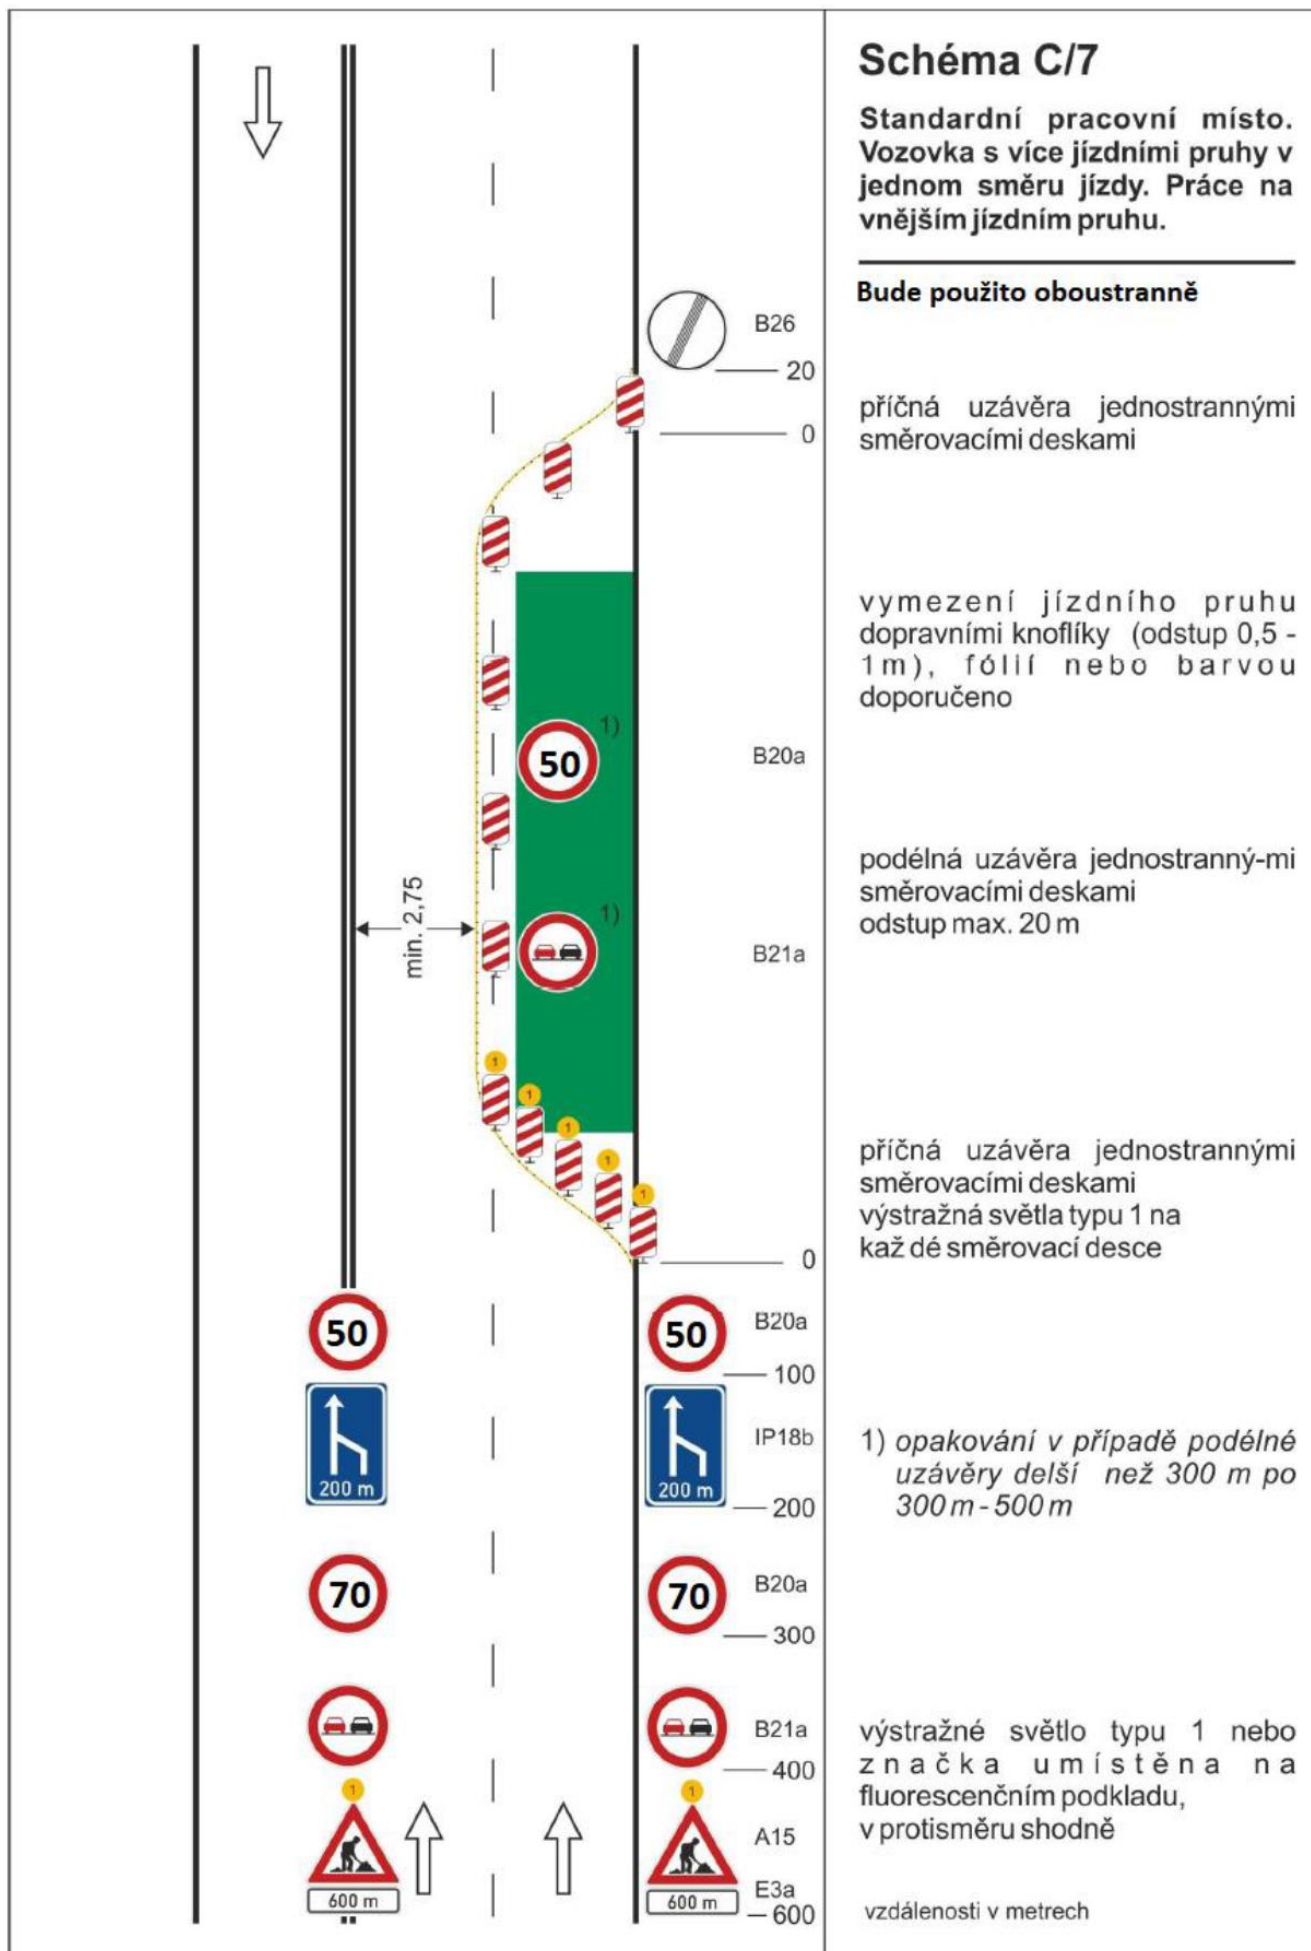 Schéma C/7
Standardní pracovní místo.
Vozovka s více jízdními pruhy v
jednom směru jízdy. Práce na
vnějším jízdním pruhu.
Bude použito oboustranně
B26
20
příčná uzávěra jednostrannými
směrovacími deskami
0
vymezení jízdního pruhu
dopravními knoflíky (odstup 0,5 -
1m), fólií nebo barvou
doporučeno
1)
50
B20a
podélná uzávěra jednostranný-mi
směrovacími deskami
odstup max. 20 m
min. 2,75
1)
B21a
1
1
1
1
1
příčná uzávěra jednostrannými
směrovacími deskami
výstražná světla typu 1 na
kaž dé směrovací desce
0
50
50
B20a
100
200 m
200 m
IP18b
200
1) opakování v případě podélné
uzávěry delší než 300 m po
300 m - 500 m
70
70
B20a
300
B21a
400
výstražné světlo typu 1 nebo
značka umístěna na
fluorescenčním podkladu,
v protisměru shodně
1
1
A15
600 m
600 m
E3a
600
vzdálenosti v metrech